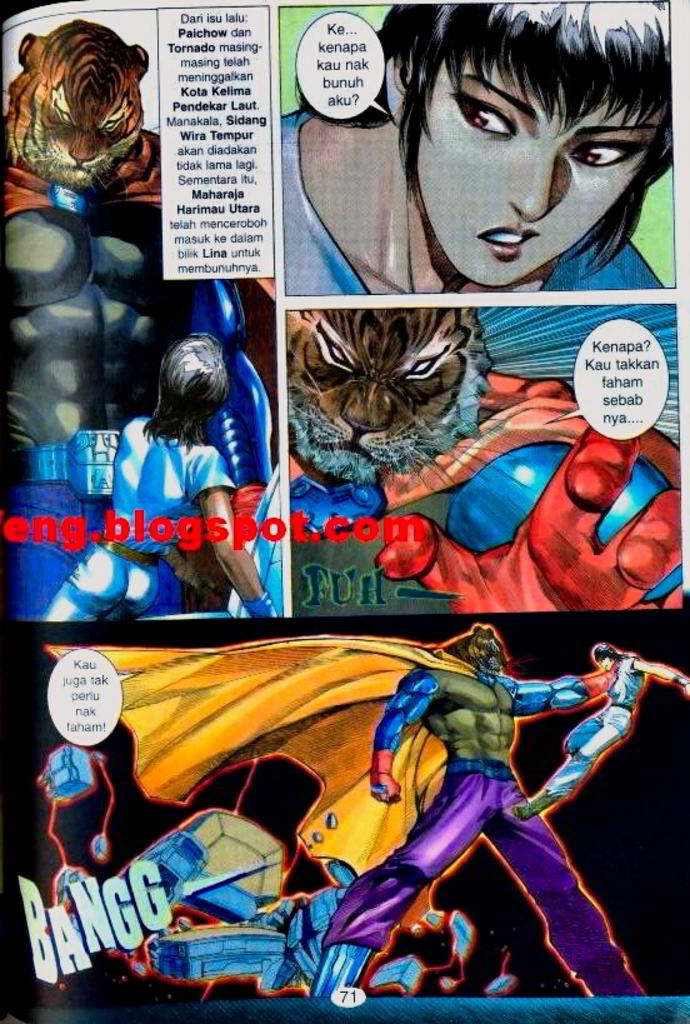 Dari isu lalu:
Paichow dan
Tornado masing-
masing telah
meninggalkan
Kota Kelima
Pendekar Laut.
Manakala, Sidang
Wira Tempur
akan diadakan
tidak lama lagi.
Sementara itu,
Maharaja
Harimau Utara
telah menceroboh
masuk ke dalam
bilik Lina untuk
membunuhnya.
Ke...
kenapa
kau nak
bunuh
aku?
Kenapa?
Kau takkan
faham
sebab
nya....
feng.blogspot.com
FUH
Kau
juga tak
perlu
nak
faham!
BANGG
71